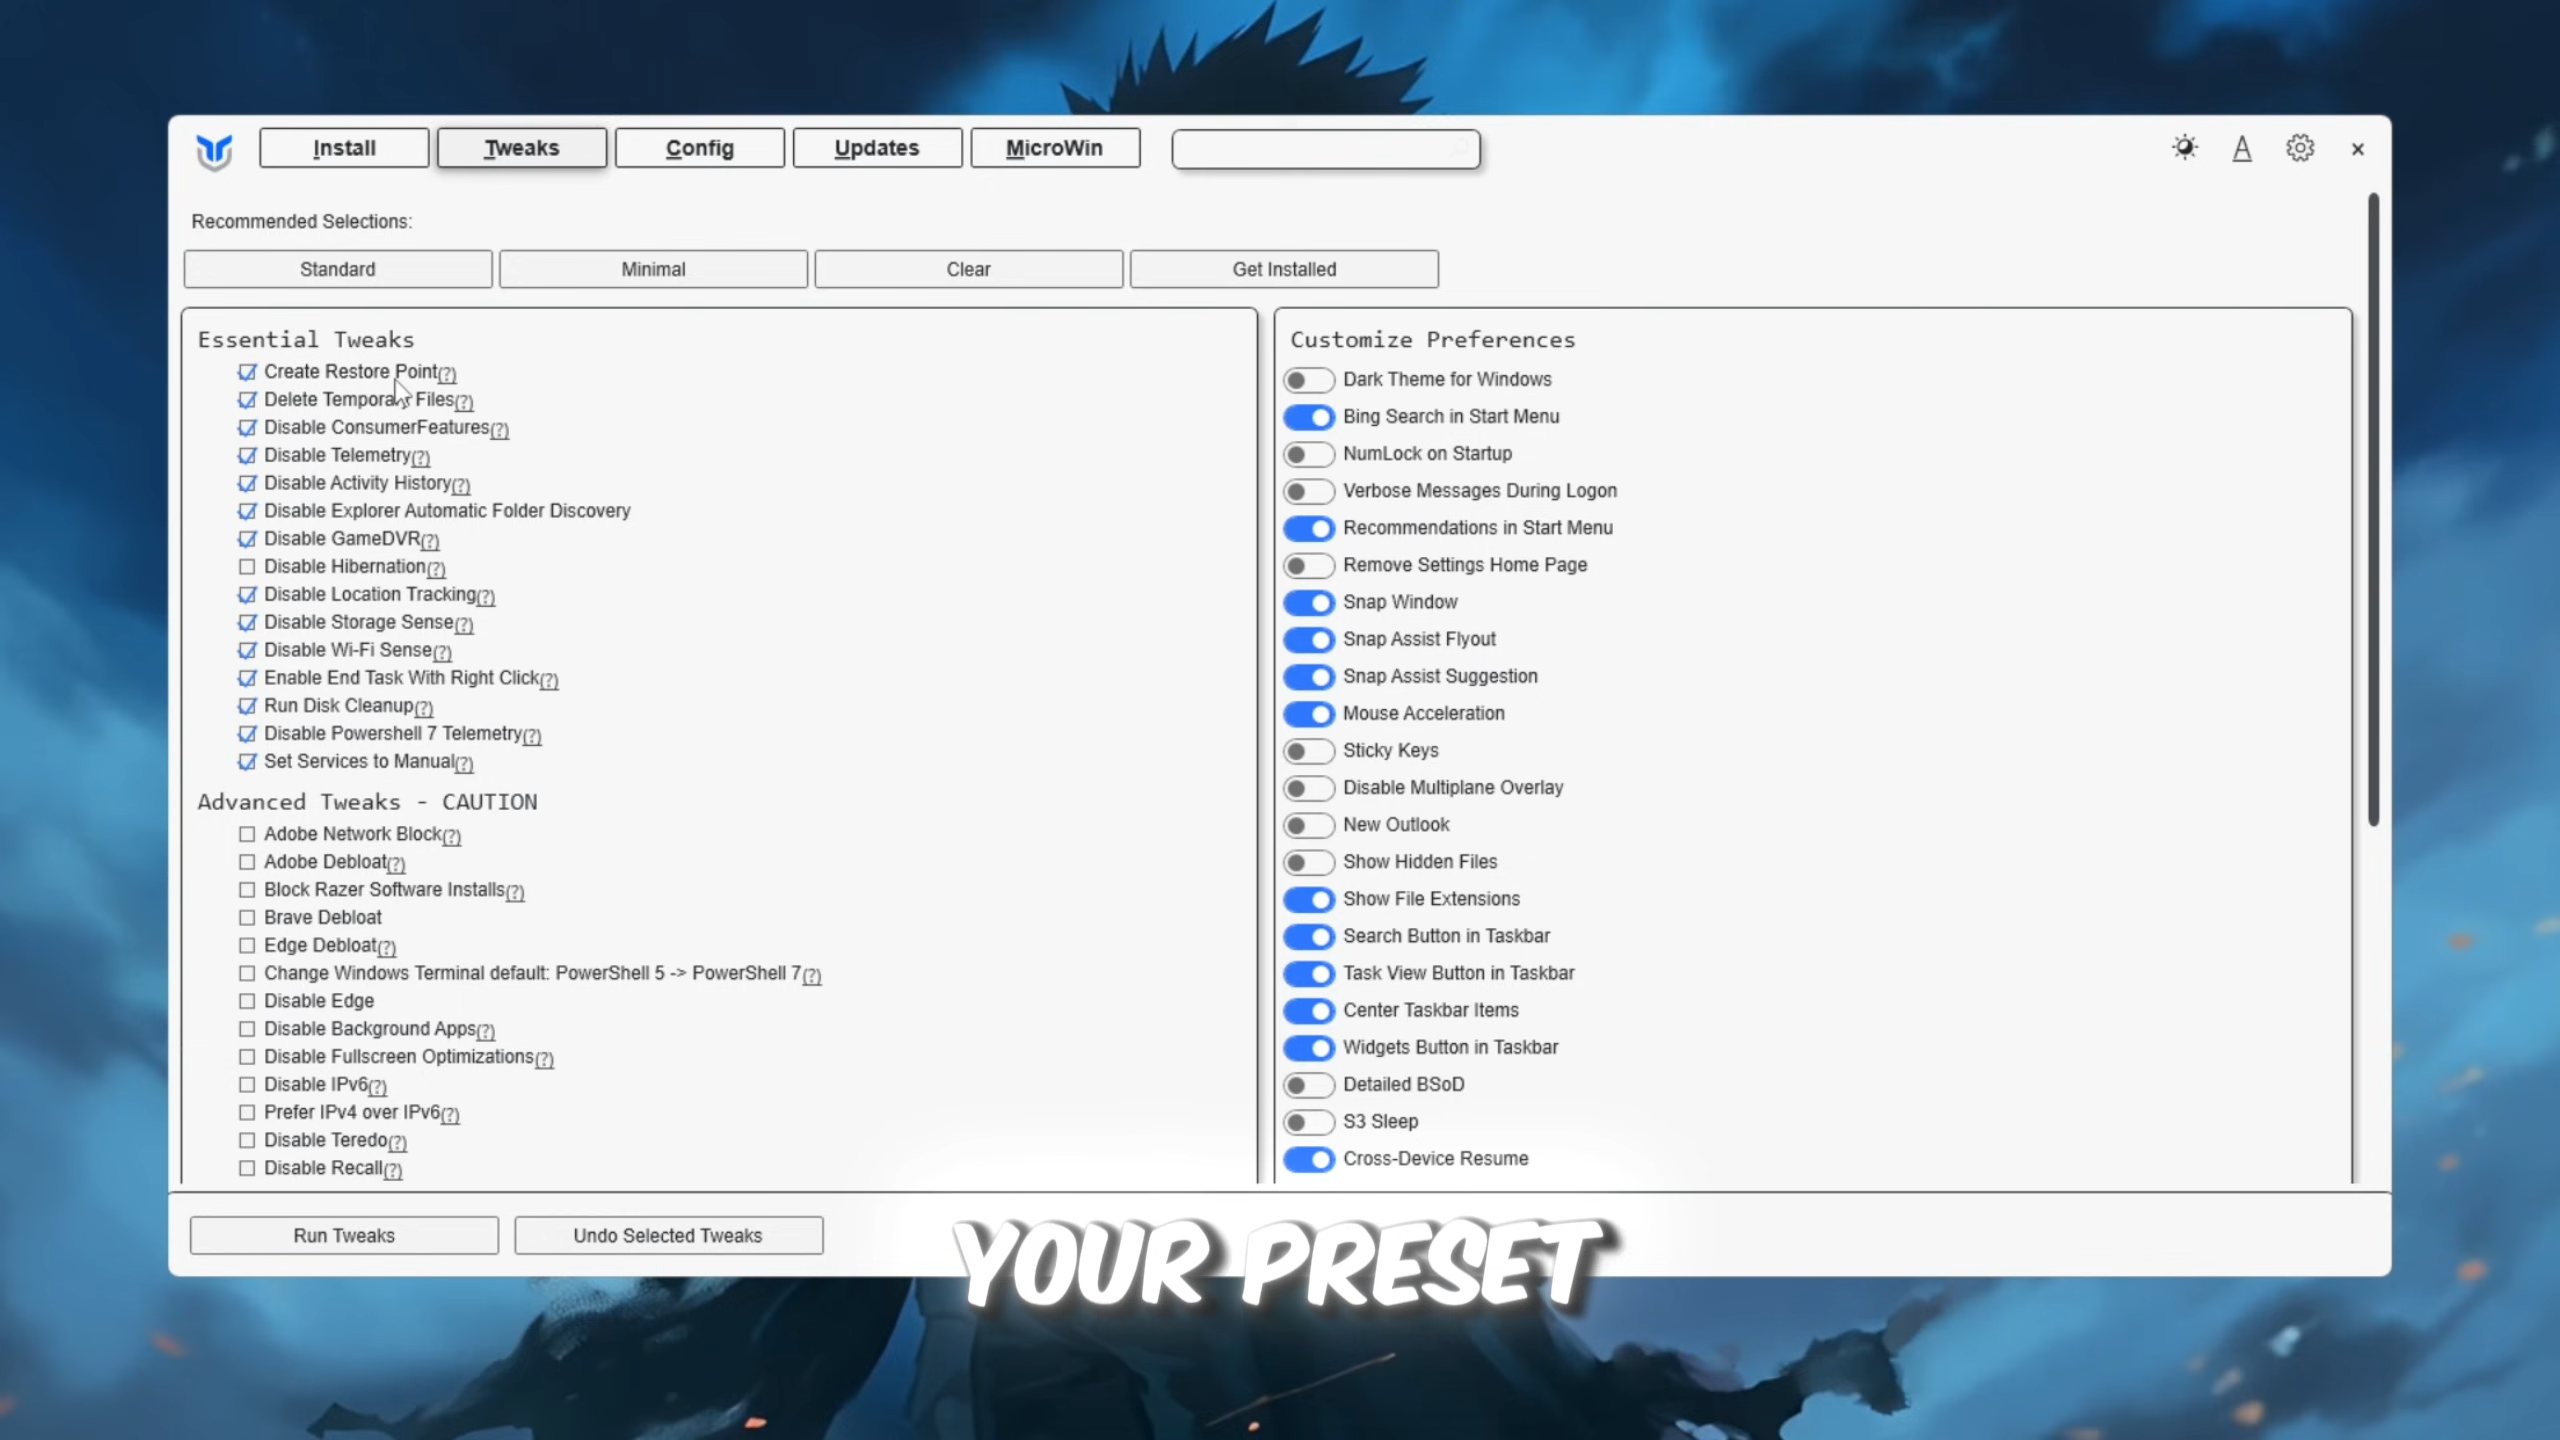 Install
Tweaks
Config
Updates
MicroWin
Recommended Selections:
Standard
Minimal
Clear
Get Installed
Essential Tweaks
Create Restore Point(?)
Delete Temporary Files(?)
Disable ConsumerFeatures(?)
Disable Telemetry(?)
Disable Activity History(?)
Disable Explorer Automatic Folder Discovery
Disable GameDVR(?)
Disable Hibernation(?)
Disable Location Tracking(?)
Disable Storage Sense(?)
Disable Wi-Fi Sense(?)
Enable End Task With Right Click(?)
Run Disk Cleanup(?)
Disable Powershell 7 Telemetry(?)
Set Services to Manual(?)
Advanced Tweaks - CAUTION
Adobe Network Block(?)
Adobe Debloat(?)
Block Razer Software Installs(?)
Brave Debloat
Edge Debloat(?)
Change Windows Terminal default: PowerShell 5 -> PowerShell 7(?)
Disable Edge
Disable Background Apps(?)
Disable Fullscreen Optimizations(?)
Disable IPv6(?)
Prefer IPv4 over IPv6(?)
Disable Teredo(?)
Disable Recall(?)
Customize Preferences
Dark Theme for Windows
Bing Search in Start Menu
NumLock on Startup
Verbose Messages During Logon
Recommendations in Start Menu
Remove Settings Home Page
Snap Window
Snap Assist Flyout
Snap Assist Suggestion
Mouse Acceleration
Sticky Keys
Disable Multiplane Overlay
New Outlook
Show Hidden Files
Show File Extensions
Search Button in Taskbar
Task View Button in Taskbar
Center Taskbar Items
Widgets Button in Taskbar
Detailed BSoD
S3 Sleep
Cross-Device Resume
Run Tweaks
Undo Selected Tweaks
YOUR PRESET